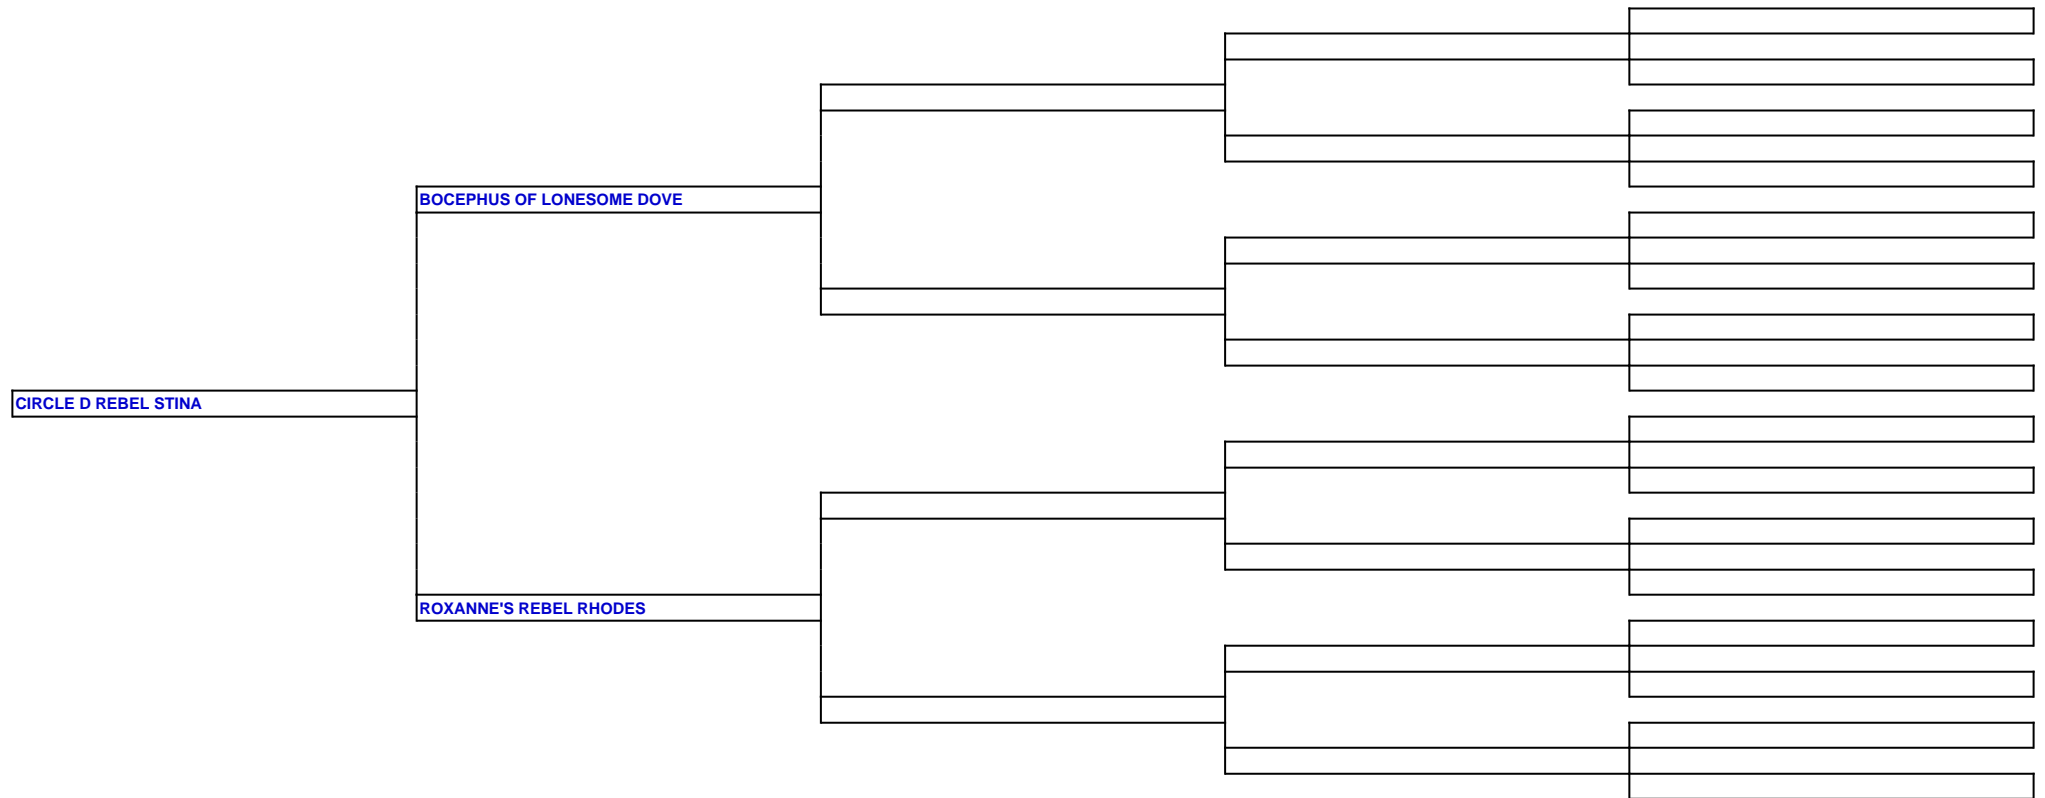 BOCEPHUS OF LONESOME DOVE
CIRCLE D REBEL STINA
ROXANNE'S REBEL RHODES